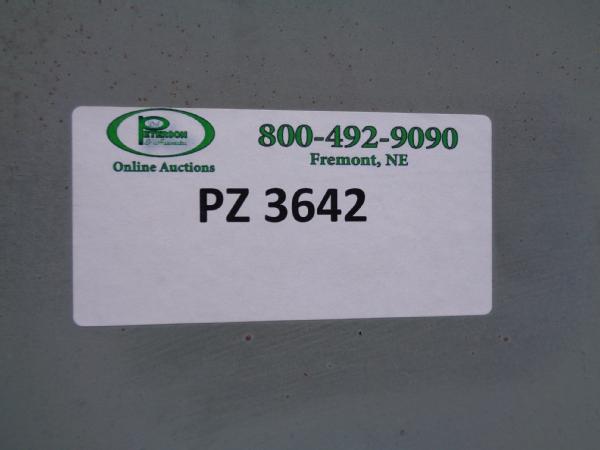 PETERSON
Online Auctions
800-492-9090
Fremont, NE
PZ 3642